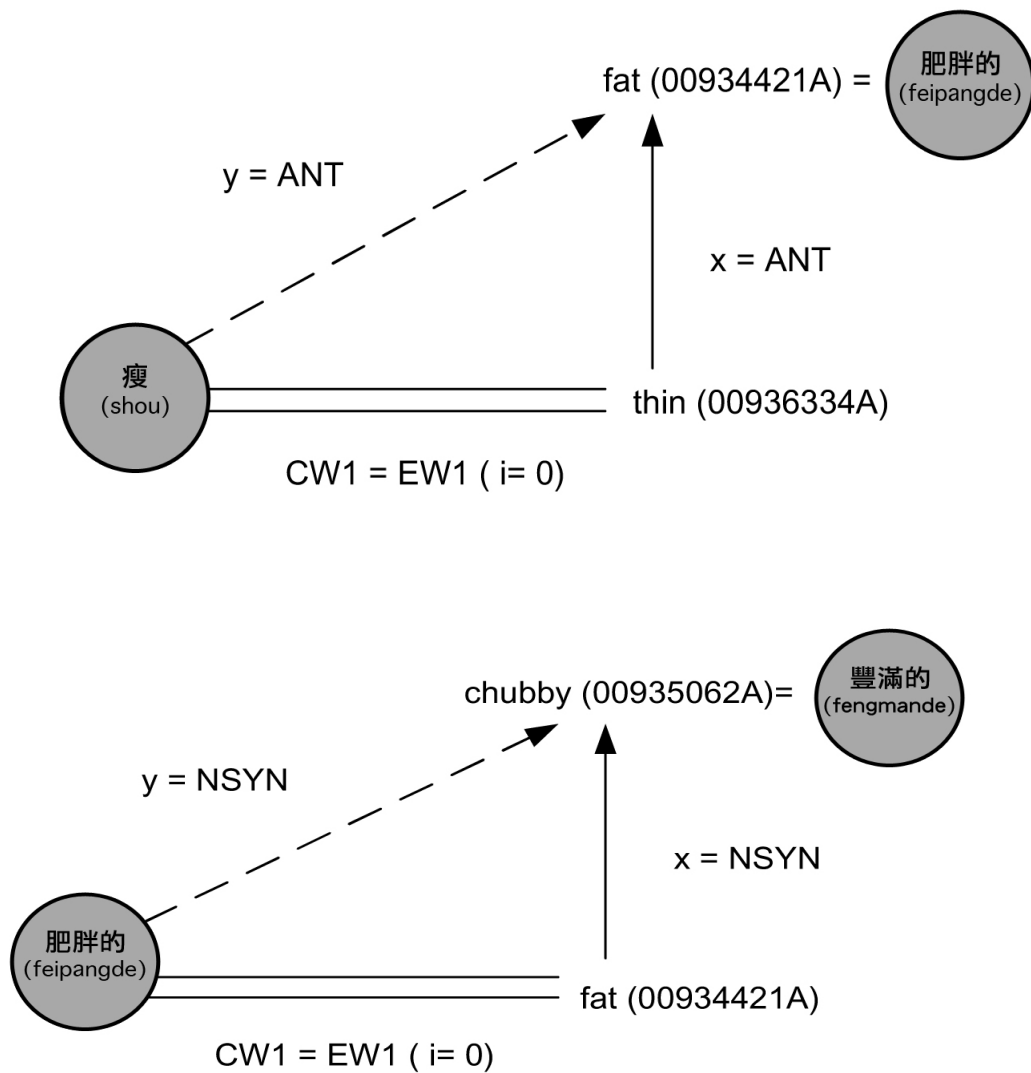 fat (00934421A) =
肥胖的
(feipangde)
y = ANT
x = ANT
瘦
(shou)
thin (00936334A)
CW1 = EW1 ( i= 0)
chubby (00935062A)=
豐滿的
(fengmande)
y = NSYN
x = NSYN
肥胖的
(feipangde)
fat (00934421A)
CW1 = EW1 ( i= 0)